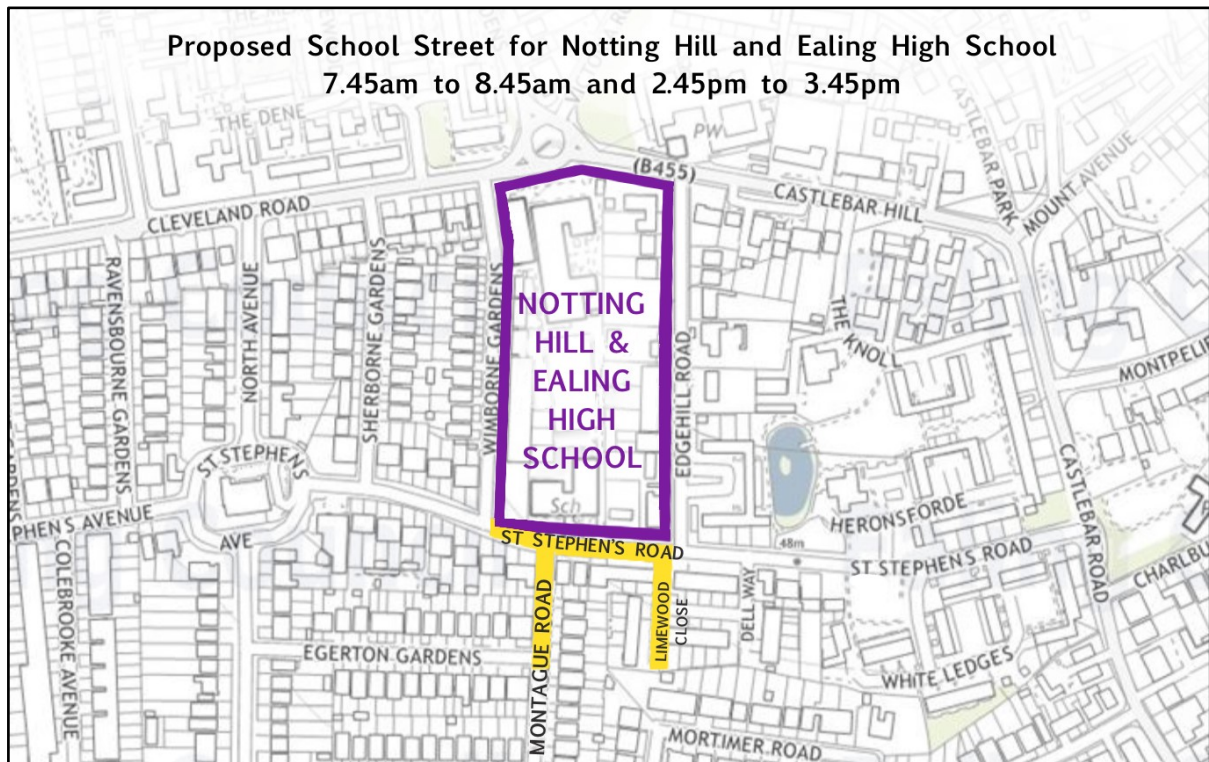 Proposed School Street for Notting Hill and Ealing High School
7.45am to 8.45am and 2.45pm to 3.45pm
THE DENE
PW
(B455)
CASTLEBAR HILL
CLEVELAND ROAD
MOUNT AVENUE
RAVENSBOURNE GARDENS
NORTH AVENUE
SHERBORNE GARDENS
WIMBORNE GARDENS
NOTTING
HILL &
EALING
HIGH
SCHOOL
EDGEHILL ROAD
THE KNOLL
MONTPELIE
ST STEPHENS
AVE
PHEN'S AVENUE
COLEBROOKE AVENUE
Sch
HERONSFORDE
CASTLEBAR ROAD
ST STEPHEN'S ROAD
48m
ST STEPHEN'S ROAD
CHARLBU
MONTAGUE ROAD
LIMEWOOD
CLOSE
DELL WAY
EGERTON GARDENS
WHITE LEDGES
MORTIMER ROAD